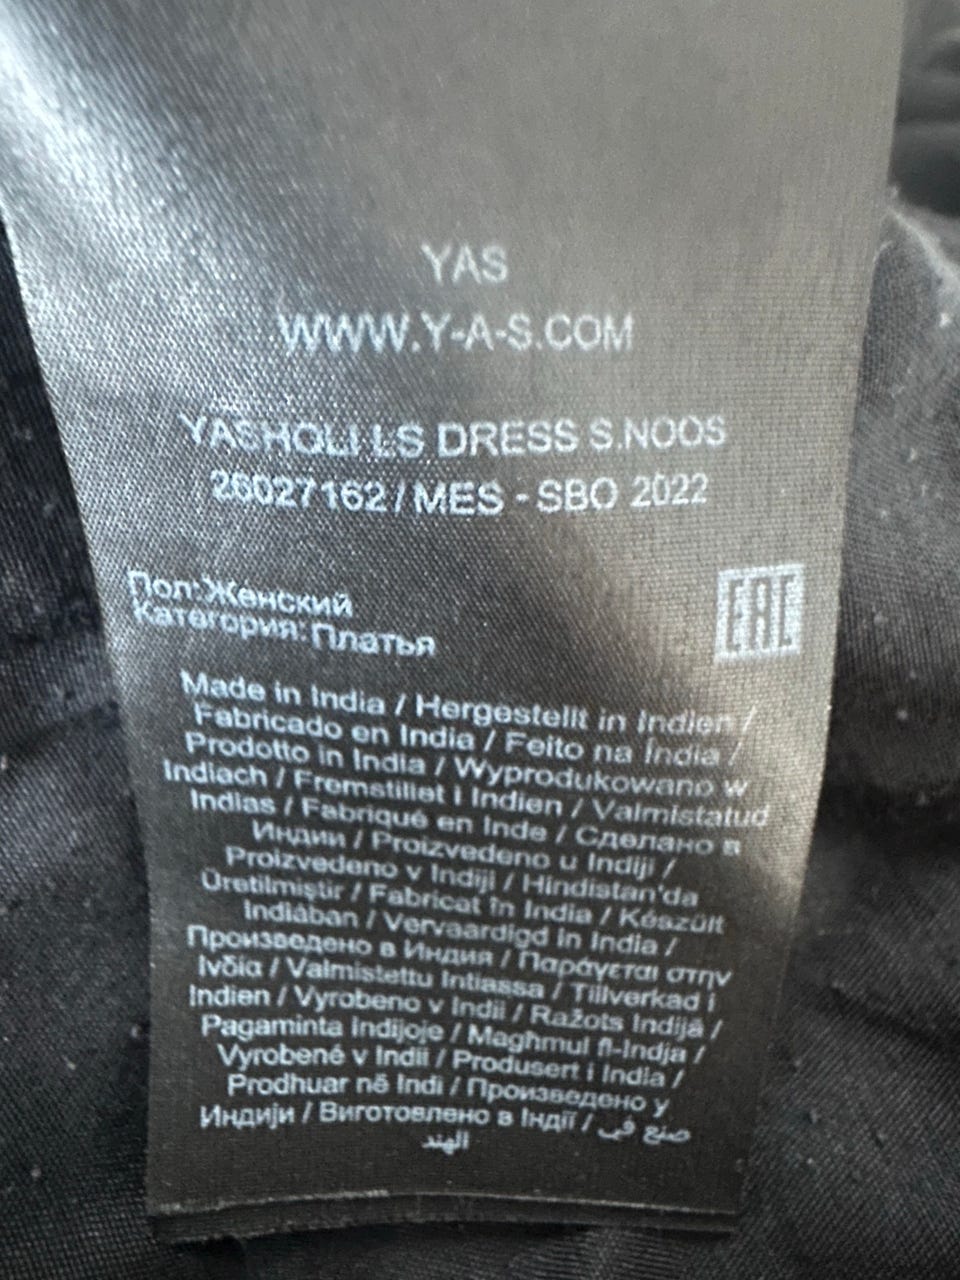 YAS
WWW.Y-A-S.COM
YASHOLI LS DRESS S.NOOS
26027162 / MES - SBO 2022
Пол: Женский
Категория: Платья
EAC
Made in India / Hergestellt in Indien /
Fabricado en India / Feito na Índia /
Prodotto in India / Wyprodukowano w
Indiach / Fremstillet i Indien / Valmistatud
Indias / Fabriqué en Inde / Сделано в
Индии / Proizvedeno u Indiji /
Proizvedeno v Indiji / Hindistan'da
Üretilmiştir / Fabricat în India / Készült
Indiában / Vervaardigd in India /
Произведено в Индия / Παράγεται στην
Ινδία / Valmistettu Intiassa / Tillverkad i
Indien / Vyrobeno v Indii / Ražots Indijā /
Pagaminta Indijoje / Magħmul fl-Indja /
Vyrobené v Indii / Produsert i India /
Prodhuar në Indi / Произведено у
Индији / Виготовлено в Індії / صنع في
الهند